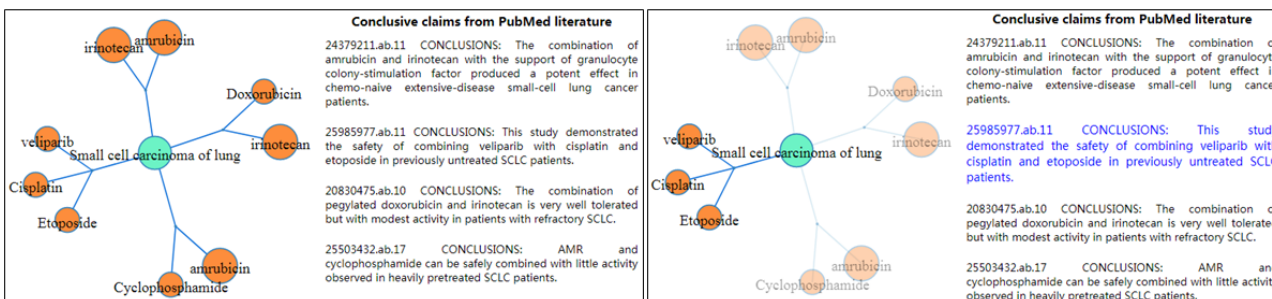 irinotecan
amrubicin
Doxorubicin
irinotecan
veliparib
Small cell carcinoma of lung
Cisplatin
Etoposide
amrubicin
Cyclophosphamide
Conclusive claims from PubMed literature
24379211.ab.11 CONCLUSIONS: The combination of
amrubicin and irinotecan with the support of granulocyte
colony-stimulation factor produced a potent effect in
chemo-naive extensive-disease small-cell lung cancer
patients.
25985977.ab.11 CONCLUSIONS: This study demonstrated
the safety of combining veliparib with cisplatin and
etoposide in previously untreated SCLC patients.
20830475.ab.10 CONCLUSIONS: The combination of
pegylated doxorubicin and irinotecan is very well tolerated
but with modest activity in patients with refractory SCLC.
25503432.ab.17 CONCLUSIONS: AMR and
cyclophosphamide can be safely combined with little activity
observed in heavily pretreated SCLC patients.
irinotecan
amrubicin
Doxorubicin
irinotecan
veliparib
Small cell carcinoma of lung
Cisplatin
Etoposide
amrubicin
Cyclophosphamide
Conclusive claims from PubMed literature
24379211.ab.11 CONCLUSIONS: The combination o
amrubicin and irinotecan with the support of granulocyte
colony-stimulation factor produced a potent effect i
chemo-naive extensive-disease small-cell lung cancer
patients.
25985977.ab.11 CONCLUSIONS: This study
demonstrated the safety of combining veliparib with
cisplatin and etoposide in previously untreated SCLC
patients.
20830475.ab.10 CONCLUSIONS: The combination o
pegylated doxorubicin and irinotecan is very well tolerated
but with modest activity in patients with refractory SCLC.
25503432.ab.17 CONCLUSIONS: AMR and
cyclophosphamide can be safely combined with little activity
observed in heavily pretreated SCLC patients.